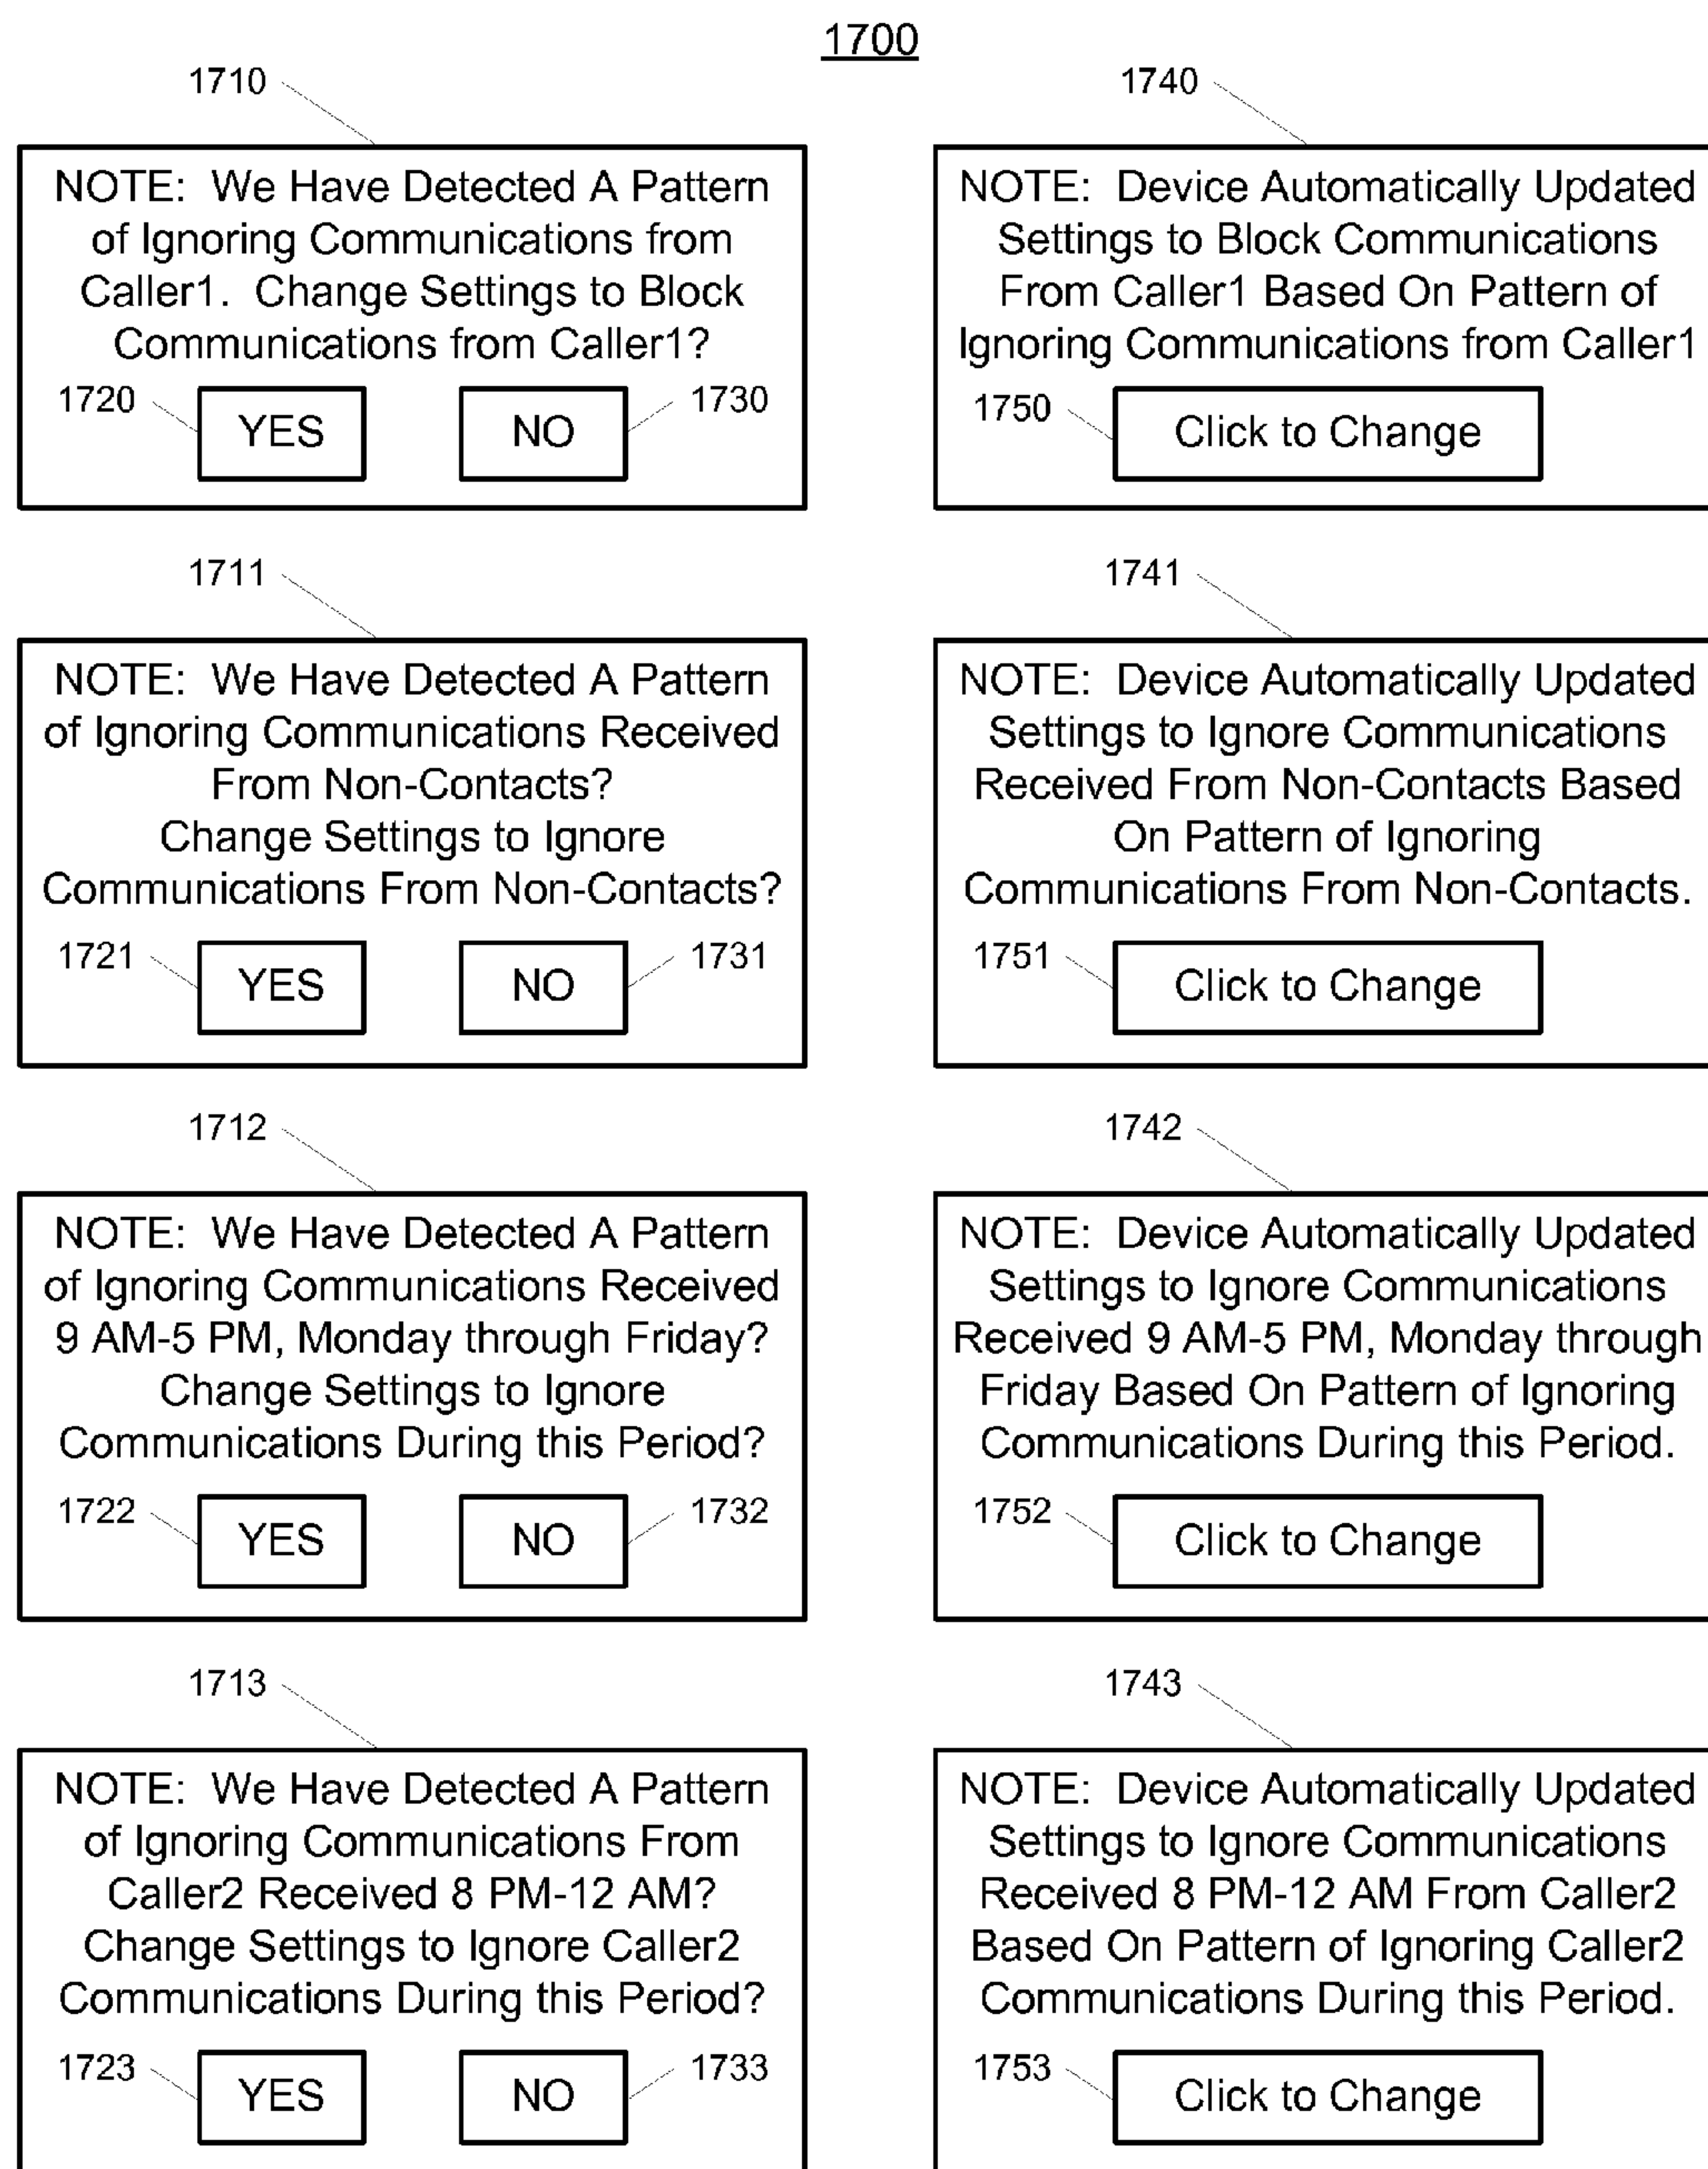 1700
1710
NOTE: We Have Detected A Pattern
of Ignoring Communications from
Caller1. Change Settings to Block
Communications from Caller1?
1720
YES
NO
1730
1740
NOTE: Device Automatically Updated
Settings to Block Communications
From Caller1 Based On Pattern of
Ignoring Communications from Caller1
1750
Click to Change
1711
NOTE: We Have Detected A Pattern
of Ignoring Communications Received
From Non-Contacts?
Change Settings to Ignore
Communications From Non-Contacts?
1721
YES
NO
1731
1741
NOTE: Device Automatically Updated
Settings to Ignore Communications
Received From Non-Contacts Based
On Pattern of Ignoring
Communications From Non-Contacts.
1751
Click to Change
1712
NOTE: We Have Detected A Pattern
of Ignoring Communications Received
9 AM-5 PM, Monday through Friday?
Change Settings to Ignore
Communications During this Period?
1722
YES
NO
1732
1742
NOTE: Device Automatically Updated
Settings to Ignore Communications
Received 9 AM-5 PM, Monday through
Friday Based On Pattern of Ignoring
Communications During this Period.
1752
Click to Change
1713
NOTE: We Have Detected A Pattern
of Ignoring Communications From
Caller2 Received 8 PM-12 AM?
Change Settings to Ignore Caller2
Communications During this Period?
1723
YES
NO
1733
1743
NOTE: Device Automatically Updated
Settings to Ignore Communications
Received 8 PM-12 AM From Caller2
Based On Pattern of Ignoring Caller2
Communications During this Period.
1753
Click to Change